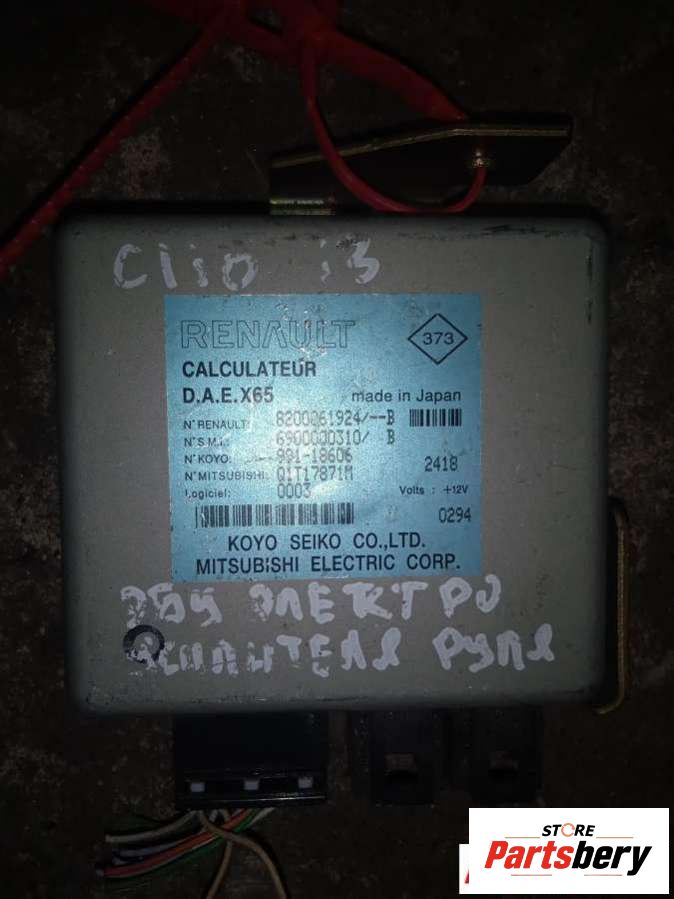 Clio i3
RENAULT
373
CALCULATEUR
D.A.E.X65
made in Japan
N° RENAULT: 8200061924/--B
N° S.M.I.: 6900000310/ B
N° KOYO: 991-18606
2418
N° MITSUBISHI: Q1T17871M
Logiciel: 0003
Volts : +12V
0294
KOYO SEIKO CO.,LTD.
MITSUBISHI ELECTRIC CORP.
ЭБУ ЭЛЕКТРО
УСИЛИТЕЛЯ РУЛЯ
STORE
Partsbery